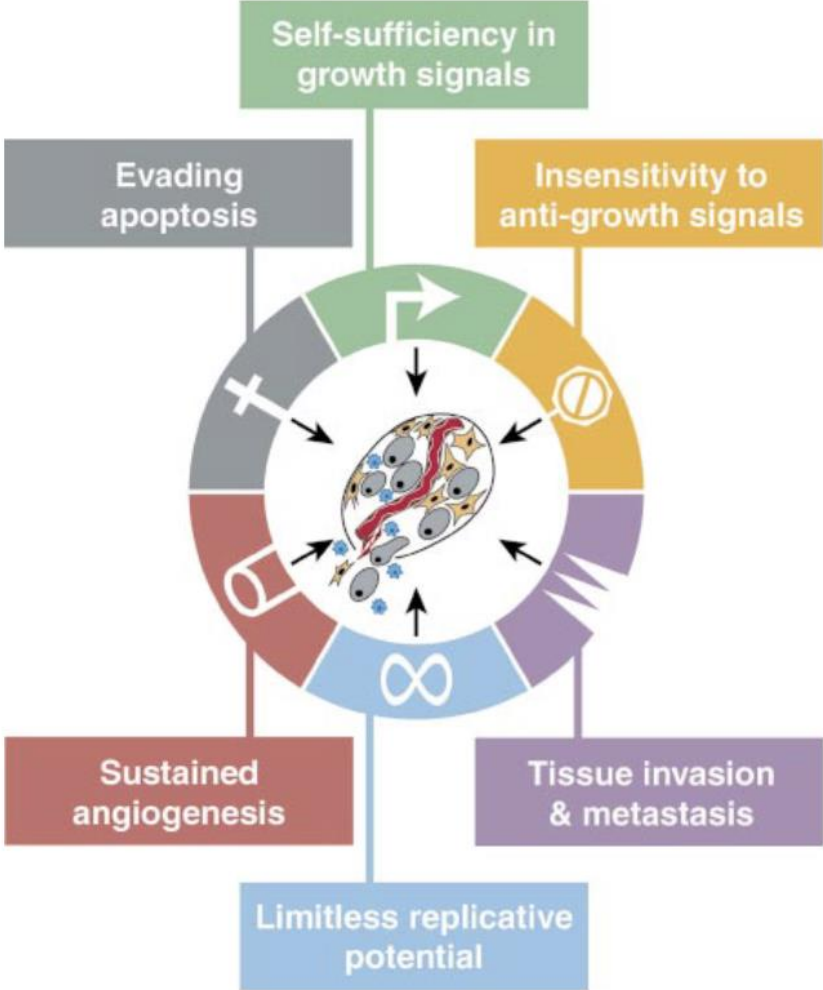 Self-sufficiency in
growth signals
Evading
apoptosis
Insensitivity to
anti-growth signals
Sustained
angiogenesis
Tissue invasion
& metastasis
Limitless replicative
potential